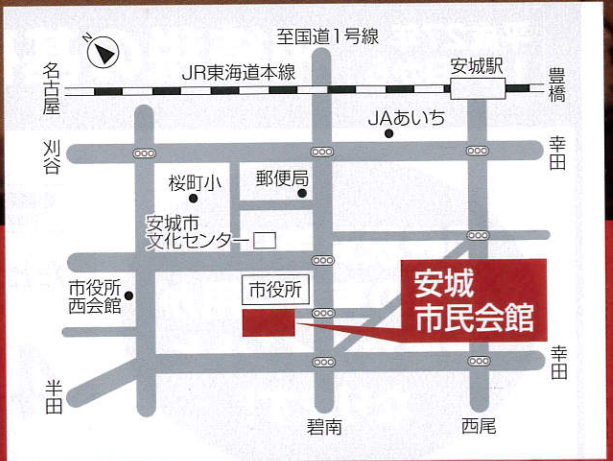 N
至国道1号線
名古屋
JR東海道本線
安城駅
豊橋
JAあいち
刈谷
幸田
桜町小
郵便局
安城市
文化センター
市役所
西会館
市役所
安城
市民会館
幸田
半田
碧南
西尾